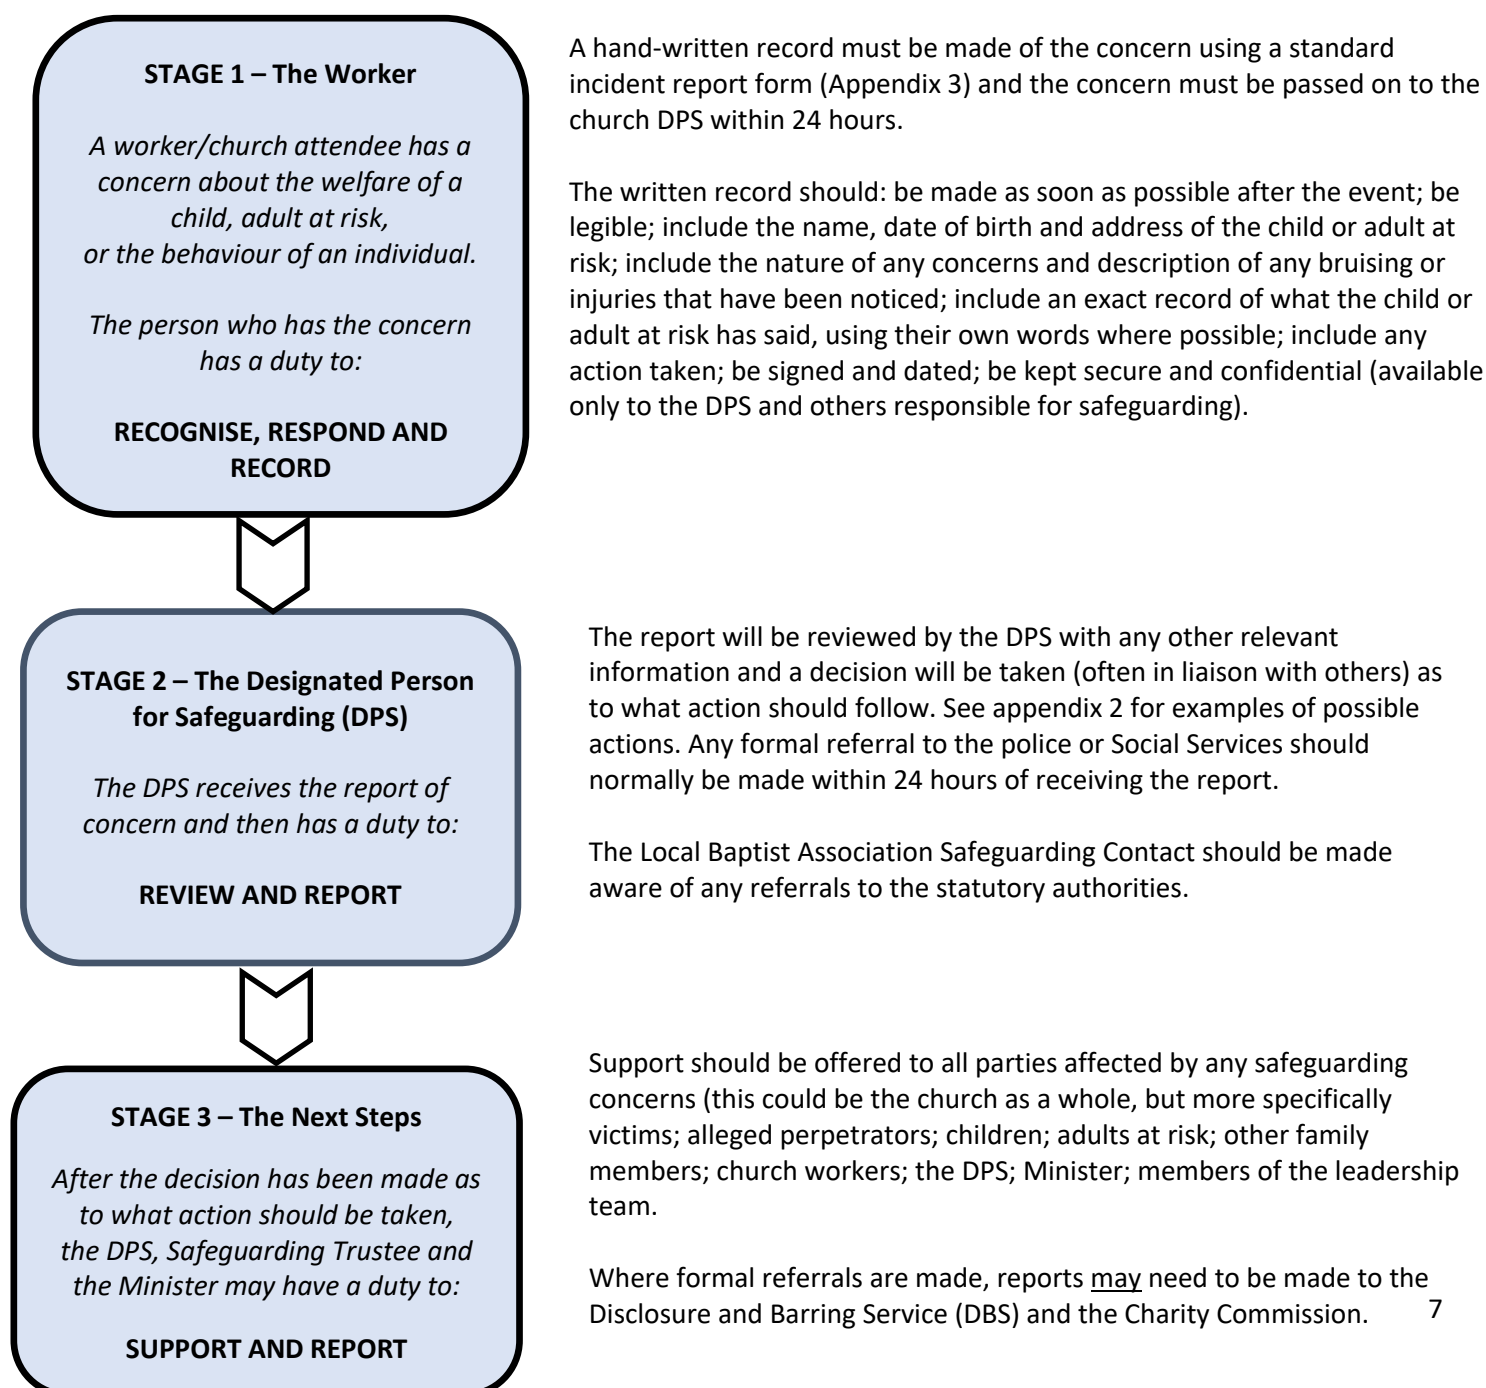 STAGE 1 – The Worker
A worker/church attendee has a
concern about the welfare of a
child, adult at risk,
or the behaviour of an individual.
The person who has the concern
has a duty to:
RECOGNISE, RESPOND AND
RECORD
A hand-written record must be made of the concern using a standard
incident report form (Appendix 3) and the concern must be passed on to the
church DPS within 24 hours.
The written record should: be made as soon as possible after the event; be
legible; include the name, date of birth and address of the child or adult at
risk; include the nature of any concerns and description of any bruising or
injuries that have been noticed; include an exact record of what the child or
adult at risk has said, using their own words where possible; include any
action taken; be signed and dated; be kept secure and confidential (available
only to the DPS and others responsible for safeguarding).
STAGE 2 – The Designated Person
for Safeguarding (DPS)
The DPS receives the report of
concern and then has a duty to:
REVIEW AND REPORT
The report will be reviewed by the DPS with any other relevant
information and a decision will be taken (often in liaison with others) as
to what action should follow. See appendix 2 for examples of possible
actions. Any formal referral to the police or Social Services should
normally be made within 24 hours of receiving the report.
The Local Baptist Association Safeguarding Contact should be made
aware of any referrals to the statutory authorities.
STAGE 3 – The Next Steps
After the decision has been made as
to what action should be taken,
the DPS, Safeguarding Trustee and
the Minister may have a duty to:
SUPPORT AND REPORT
Support should be offered to all parties affected by any safeguarding
concerns (this could be the church as a whole, but more specifically
victims; alleged perpetrators; children; adults at risk; other family
members; church workers; the DPS; Minister; members of the leadership
team.
Where formal referrals are made, reports may need to be made to the
Disclosure and Barring Service (DBS) and the Charity Commission.
7